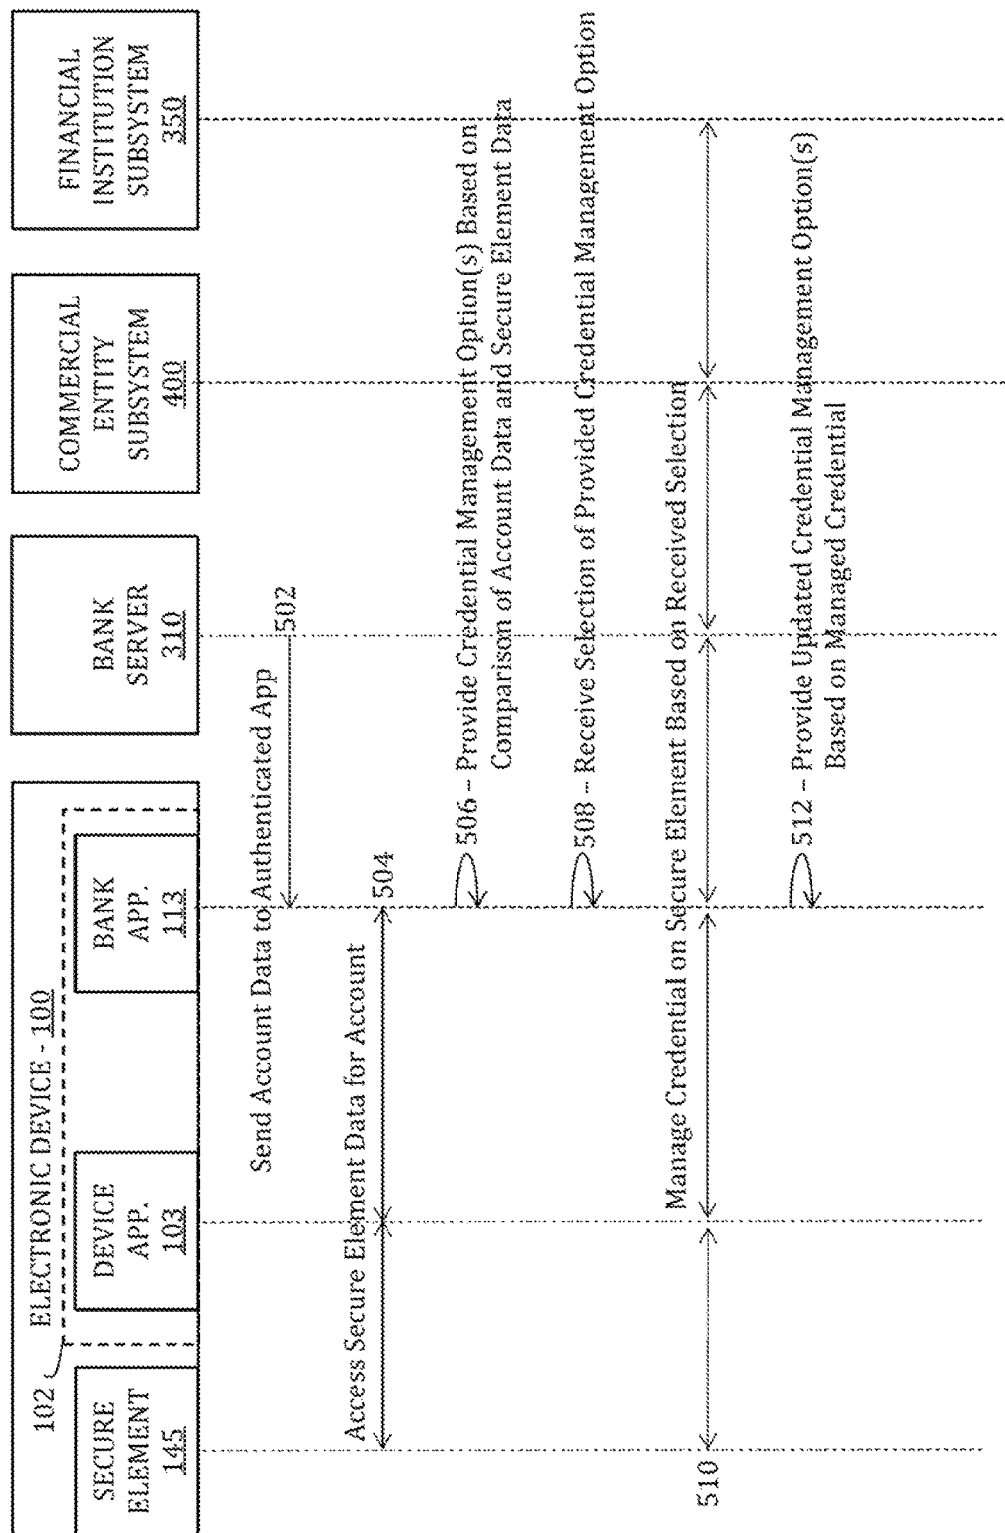 ELECTRONIC DEVICE - 100
102
SECURE
ELEMENT
145
DEVICE
APP.
103
BANK
APP.
113
BANK
SERVER
310
COMMERCIAL
ENTITY
SUBSYSTEM
400
FINANCIAL
INSTITUTION
SUBSYSTEM
350
Send Account Data to Authenticated App
502
Access Secure Element Data for Account
504
506 – Provide Credential Management Option(s) Based on
Comparison of Account Data and Secure Element Data
508 – Receive Selection of Provided Credential Management Option
Manage Credential on Secure Element Based on Received Selection
510
512 – Provide Updated Credential Management Option(s)
Based on Managed Credential